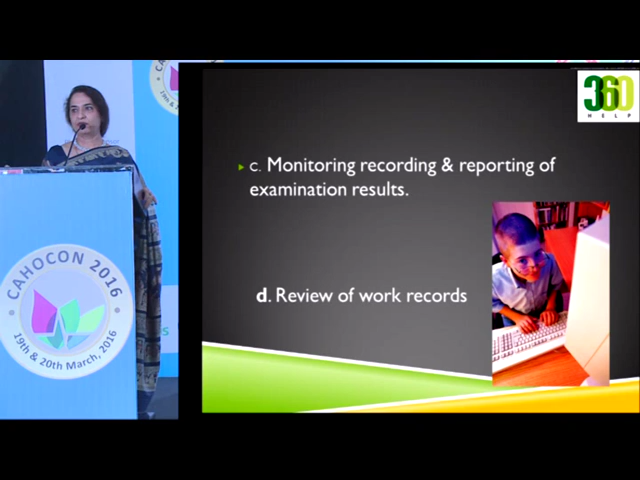 360
HELP
c. Monitoring recording & reporting of
examination results.
d. Review of work records
CAHOCON 2016
19th & 20th March, 2016